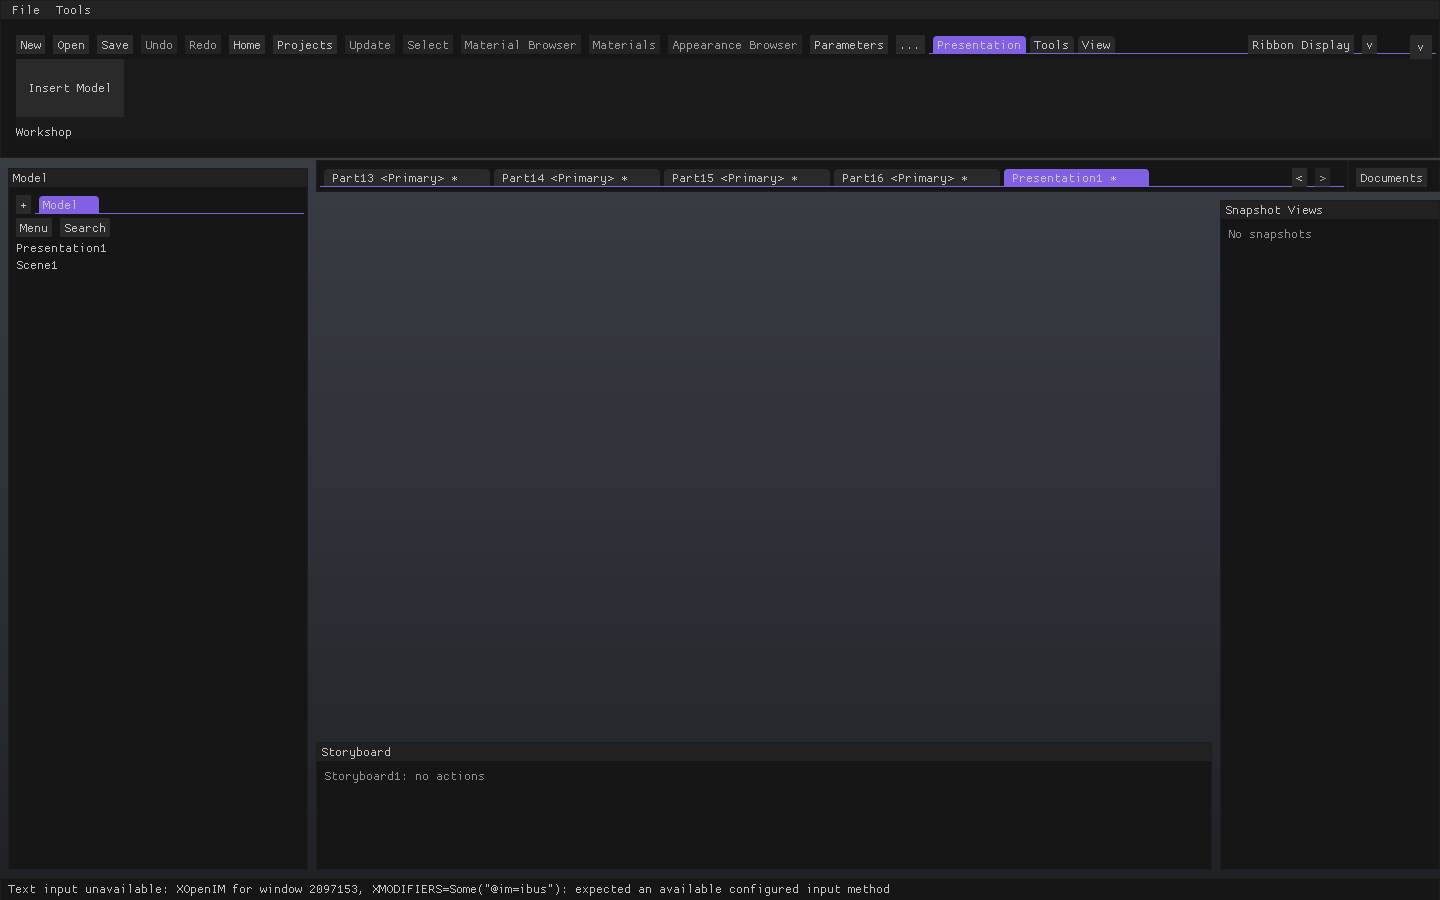 File Tools
New Open Save Undo Redo Home Projects Update Select Material Browser Materials Appearance Browser Parameters ... Presentation Tools View Ribbon Display v v
Insert Model
Workshop
Model
Part13 <Primary> * Part14 <Primary> * Part15 <Primary> * Part16 <Primary> * Presentation1 * < > Documents
+ Model
Menu Search
Presentation1
Scene1
Snapshot Views
No snapshots
Storyboard
Storyboard1: no actions
Text input unavailable: XOpenIM for window 2097153, XMODIFIERS=Some("@im=ibus"): expected an available configured input method